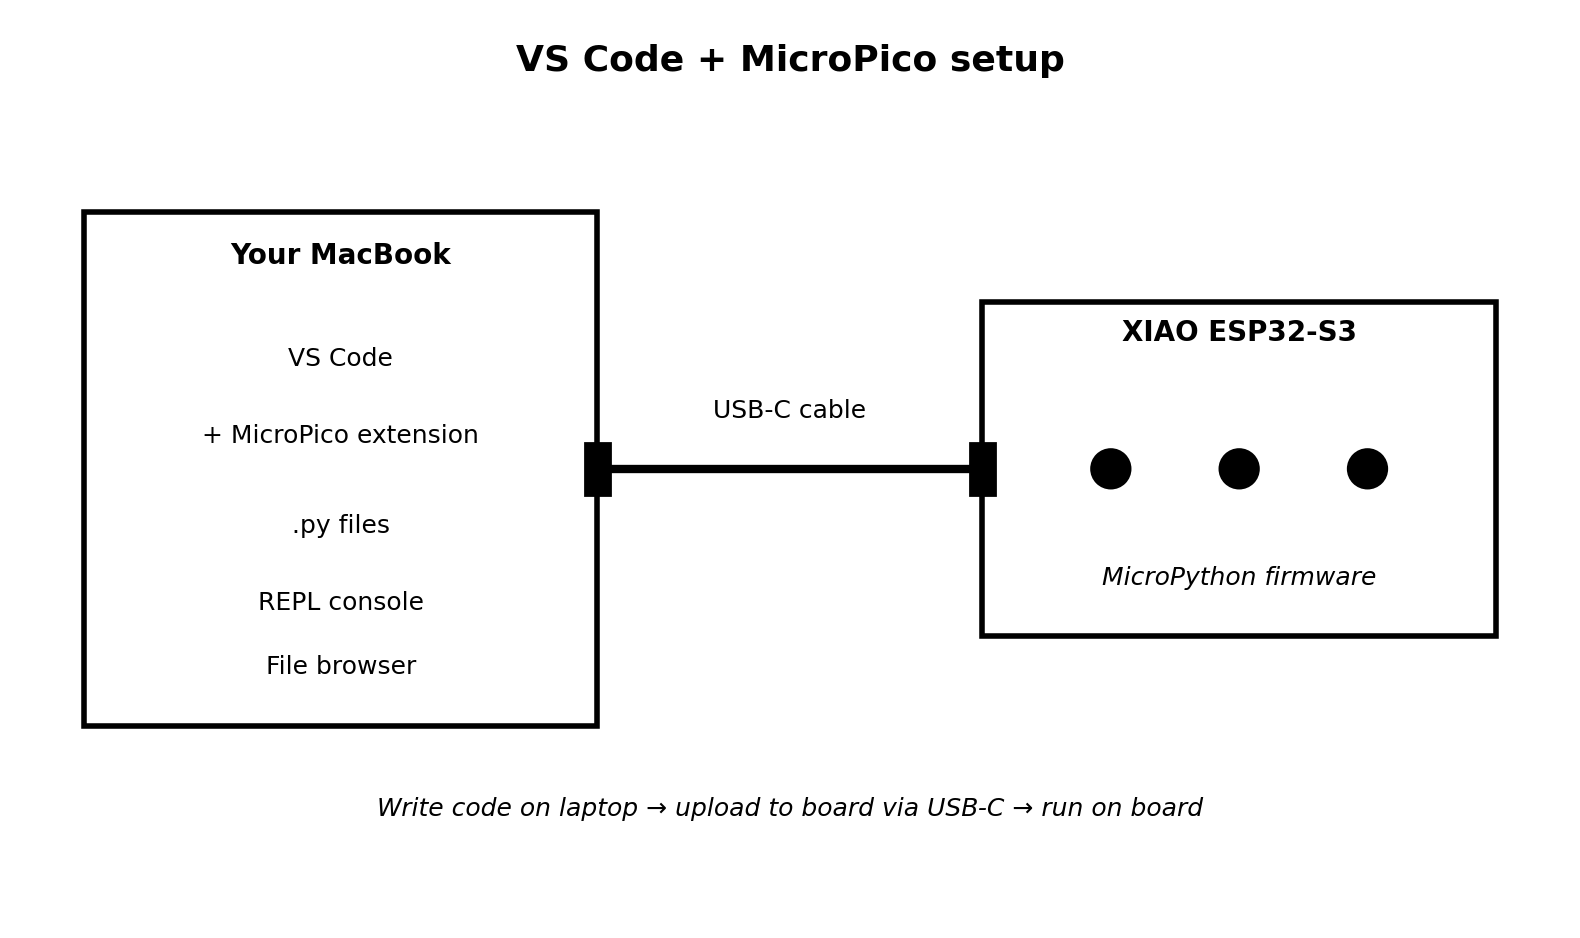 VS Code + MicroPico setup
Your MacBook
VS Code
+ MicroPico extension
.py files
REPL console
File browser
USB-C cable
XIAO ESP32-S3
MicroPython firmware
Write code on laptop → upload to board via USB-C → run on board